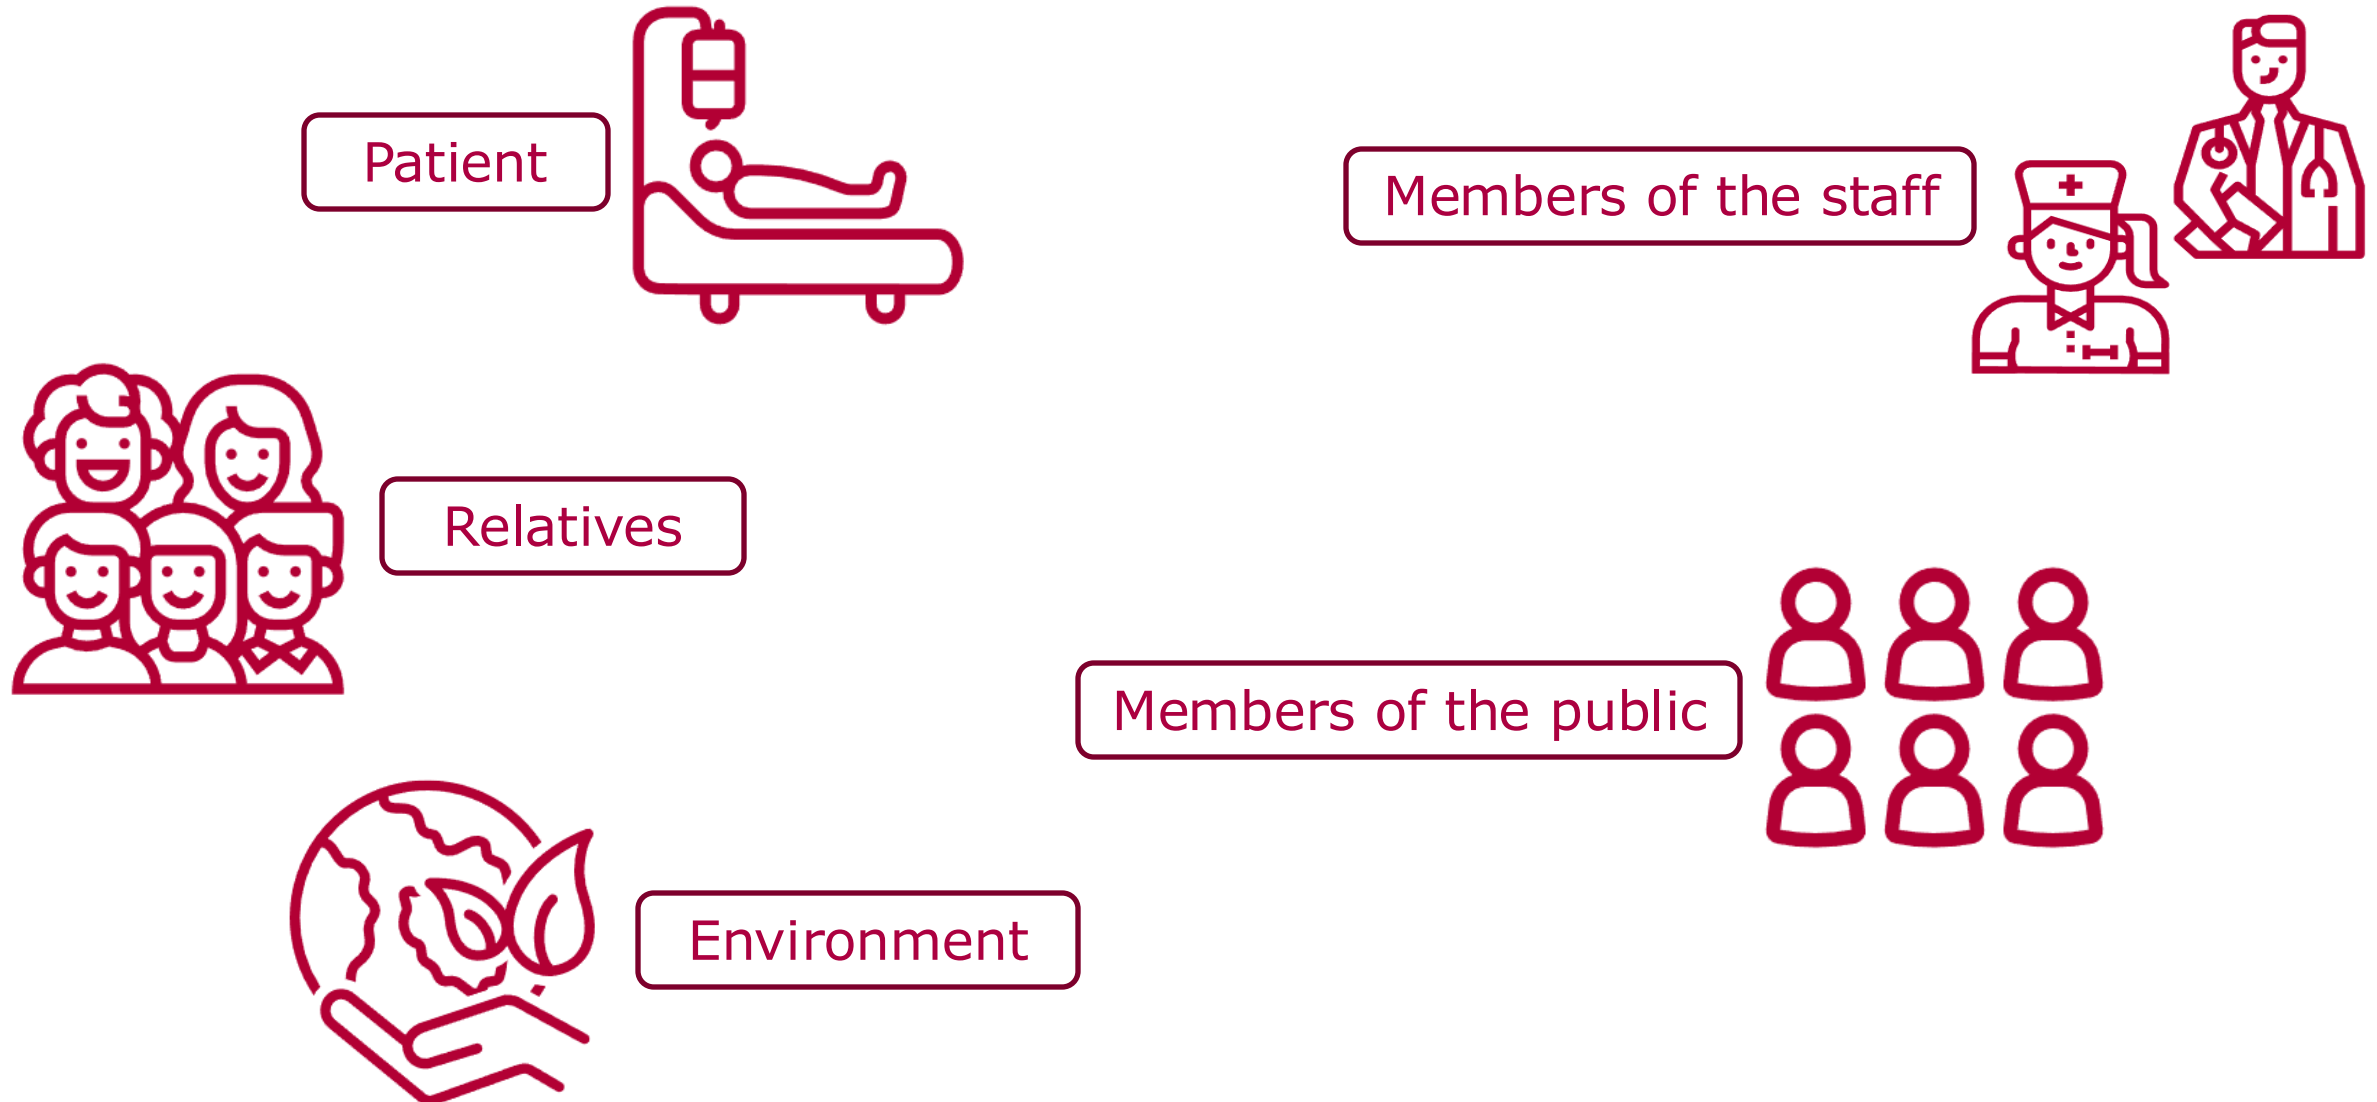 Patient
Members of the staff
Relatives
Members of the public
Environment